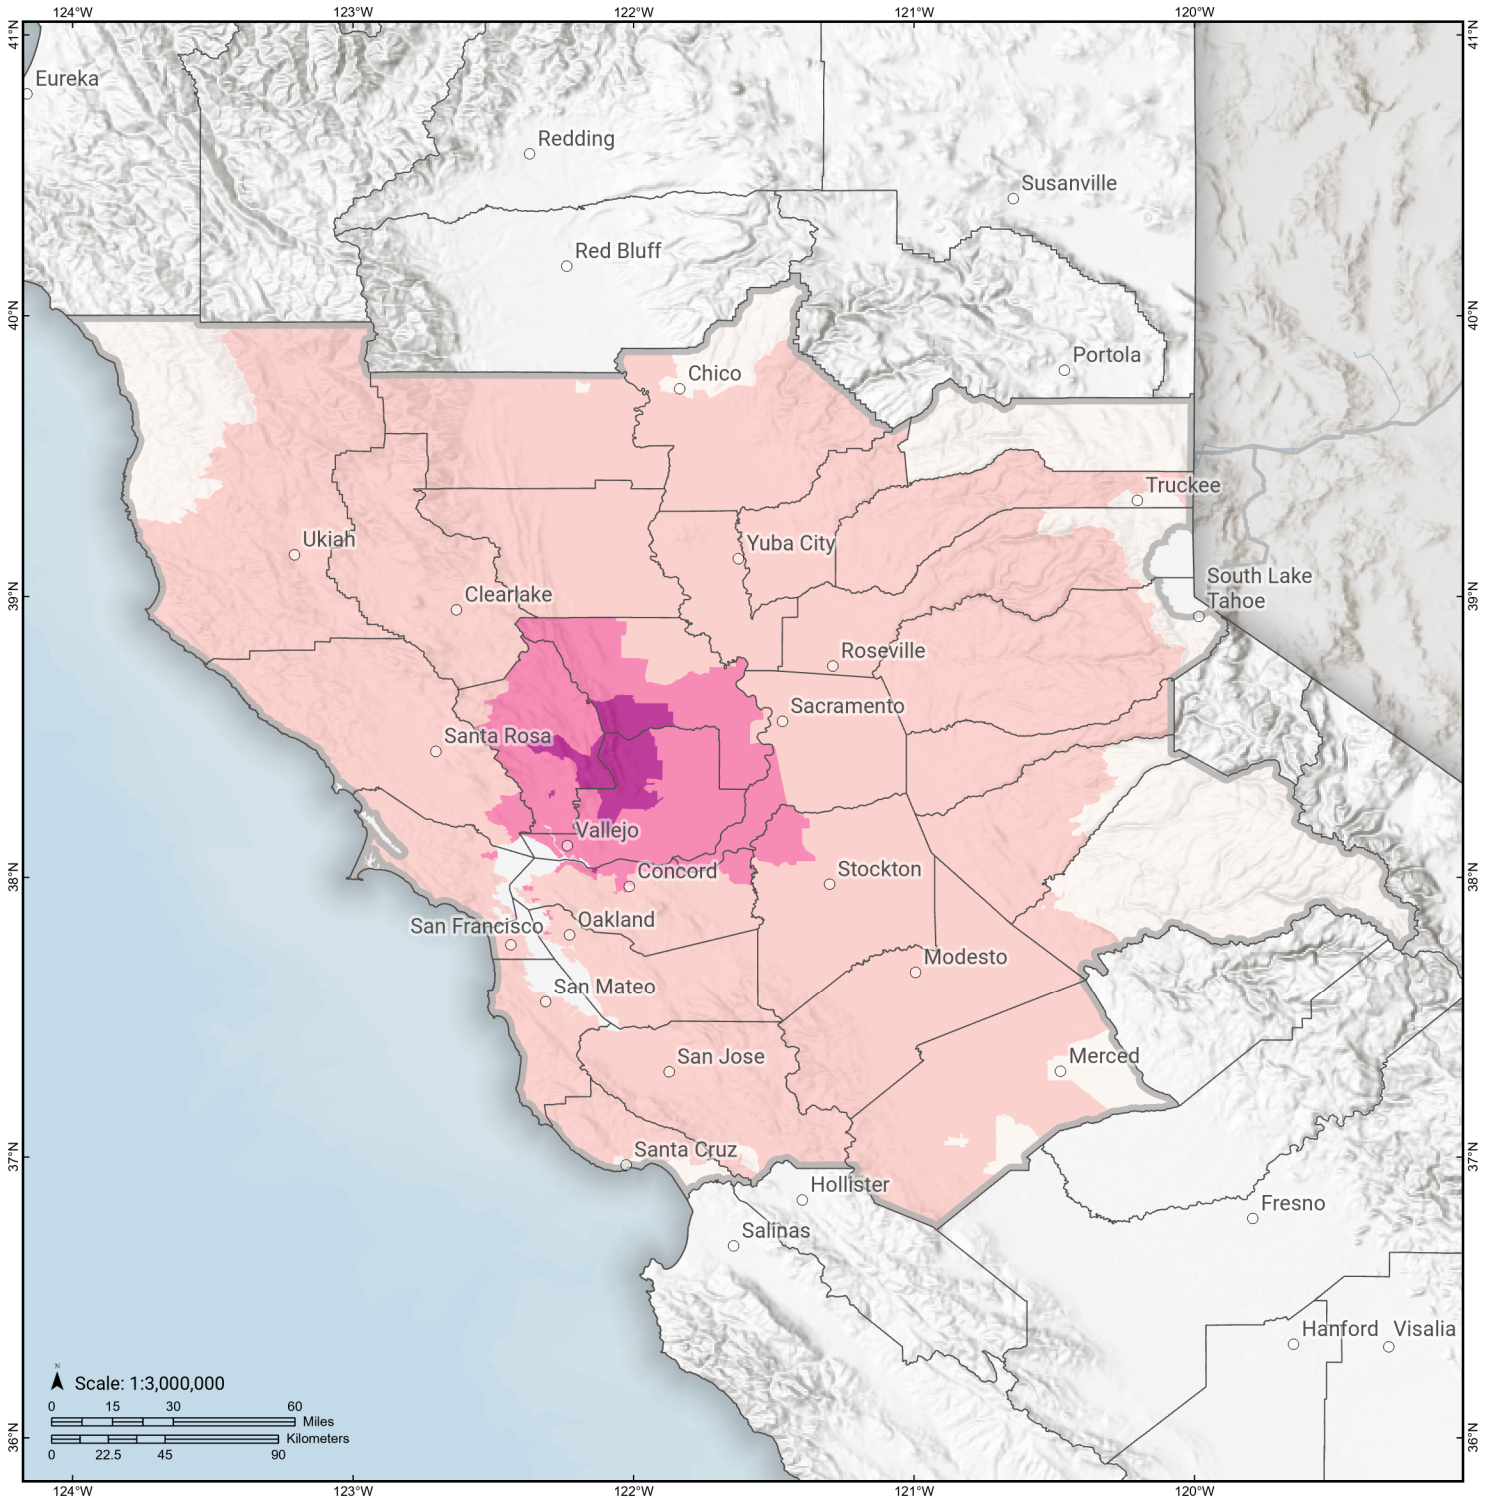 124°W 123°W 122°W 121°W 120°W
41°N
41°N
Eureka
Redding
Susanville
Red Bluff
40°N
40°N
Portola
Chico
Truckee
Ukiah
Yuba City
39°N
39°N
Clearlake
South Lake
Tahoe
Roseville
Sacramento
Santa Rosa
Vallejo
38°N
38°N
Concord
Stockton
San Francisco
Oakland
Modesto
San Mateo
San Jose
Merced
37°N
37°N
Santa Cruz
Hollister
Fresno
Salinas
Hanford
Visalia
N
Scale: 1:3,000,000
0 15 30 60
Miles
Kilometers
0 22.5 45 90
36°N
36°N
124°W 123°W 122°W 121°W 120°W